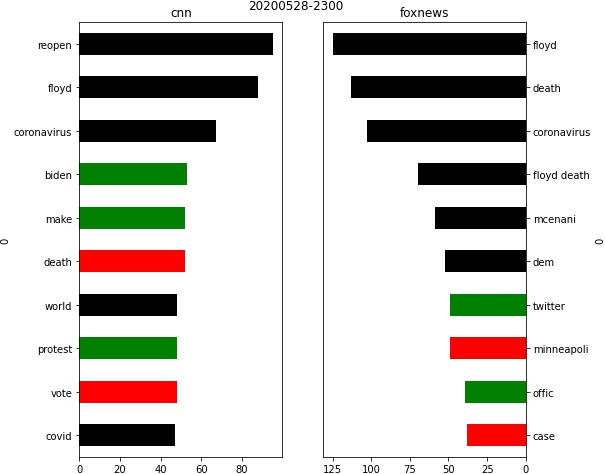 20200528-2300
cnn foxnews
reopen floyd
floyd death
coronavirus coronavirus
biden floyd death
make mcenani
death dem
world twitter
protest minneapoli
vote offic
covid case
0 0
0 20 40 60 80 125 100 75 50 25 0